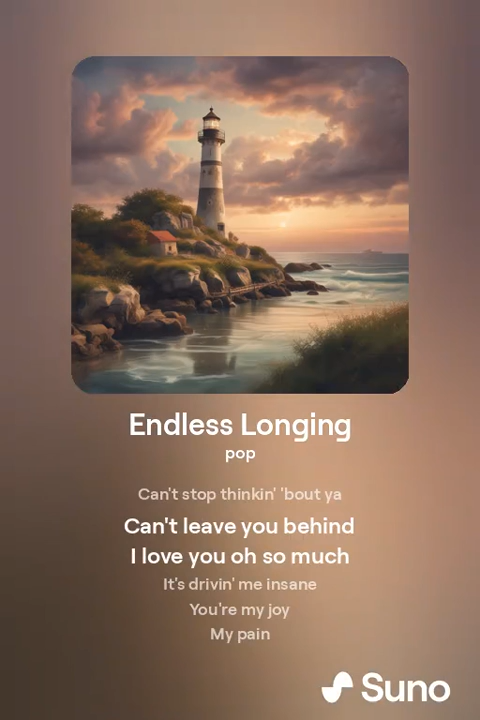 Endless Longing
pop
Can't stop thinkin' 'bout ya
Can't leave you behind
I love you oh so much
It's drivin' me insane
You're my joy
My pain
Suno